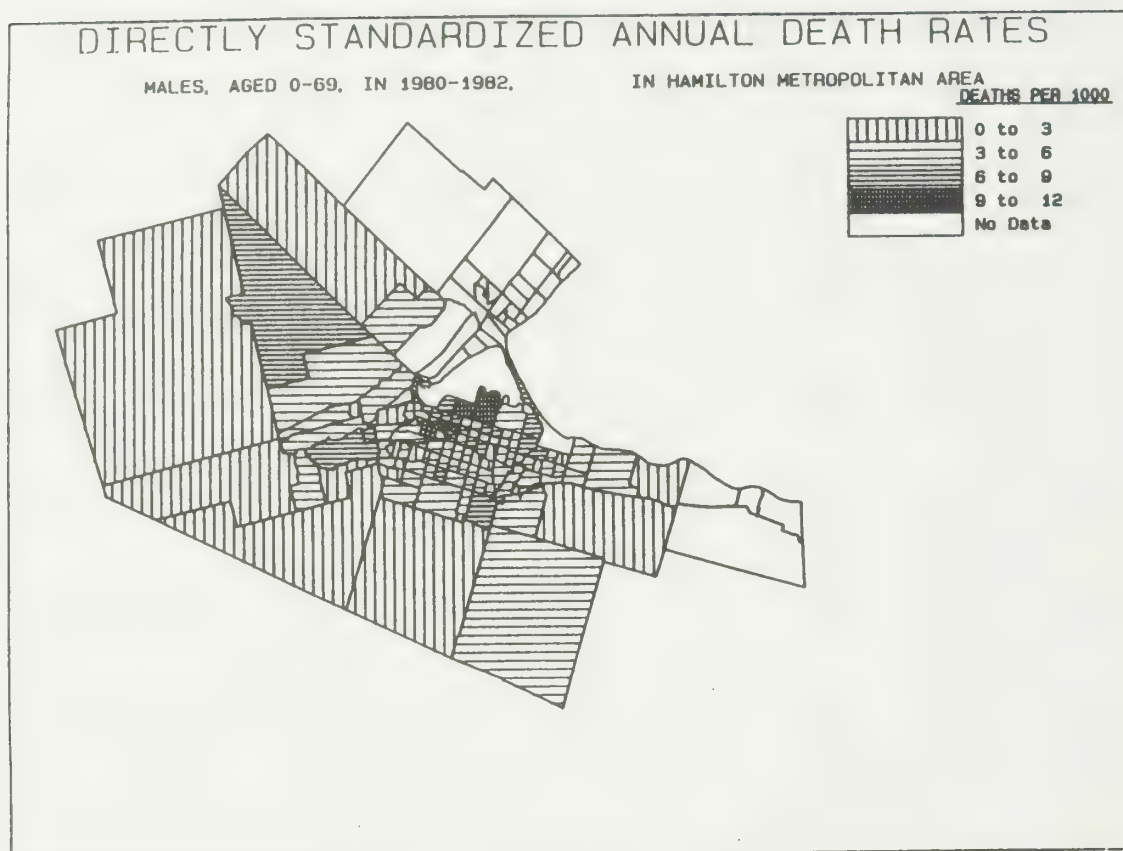 DIRECTLY STANDARDIZED ANNUAL DEATH RATES
MALES, AGED 0-69, IN 1980-1982, IN HAMILTON METROPOLITAN AREA
DEATHS PER 1000
0 to 3
3 to 6
6 to 9
9 to 12
No Data